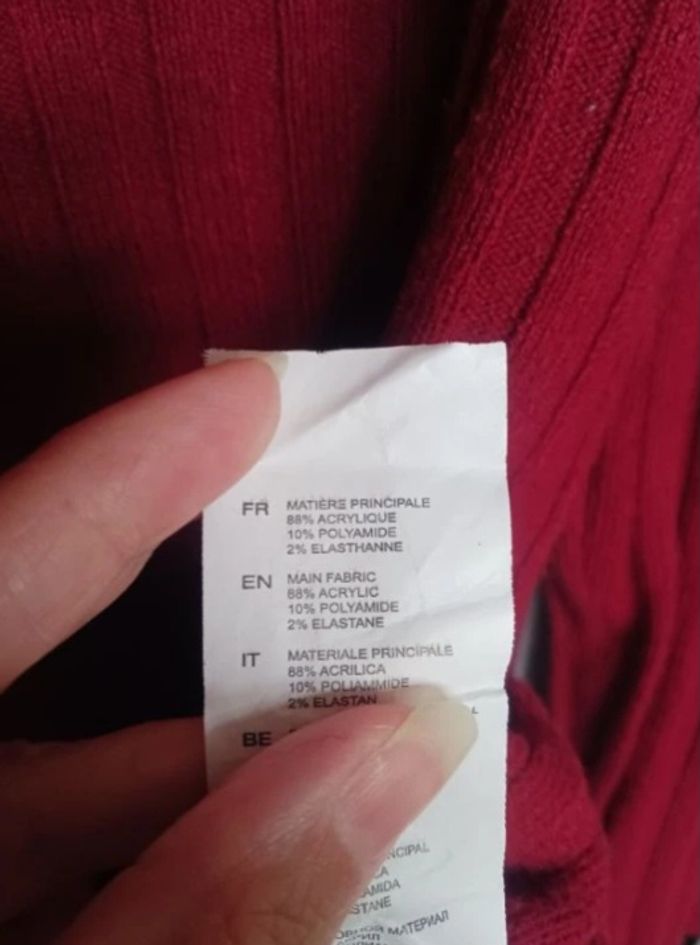 FR MATIÈRE PRINCIPALE
88% ACRYLIQUE
10% POLYAMIDE
2% ELASTHANNE
EN MAIN FABRIC
88% ACRYLIC
10% POLYAMIDE
2% ELASTANE
IT MATERIALE PRINCIPALE
88% ACRILICA
10% POLIAMMIDE
2% ELASTAN
BE
L
NCIPAL
CA
AMIDA
STANE
МАТЕРИАЛ